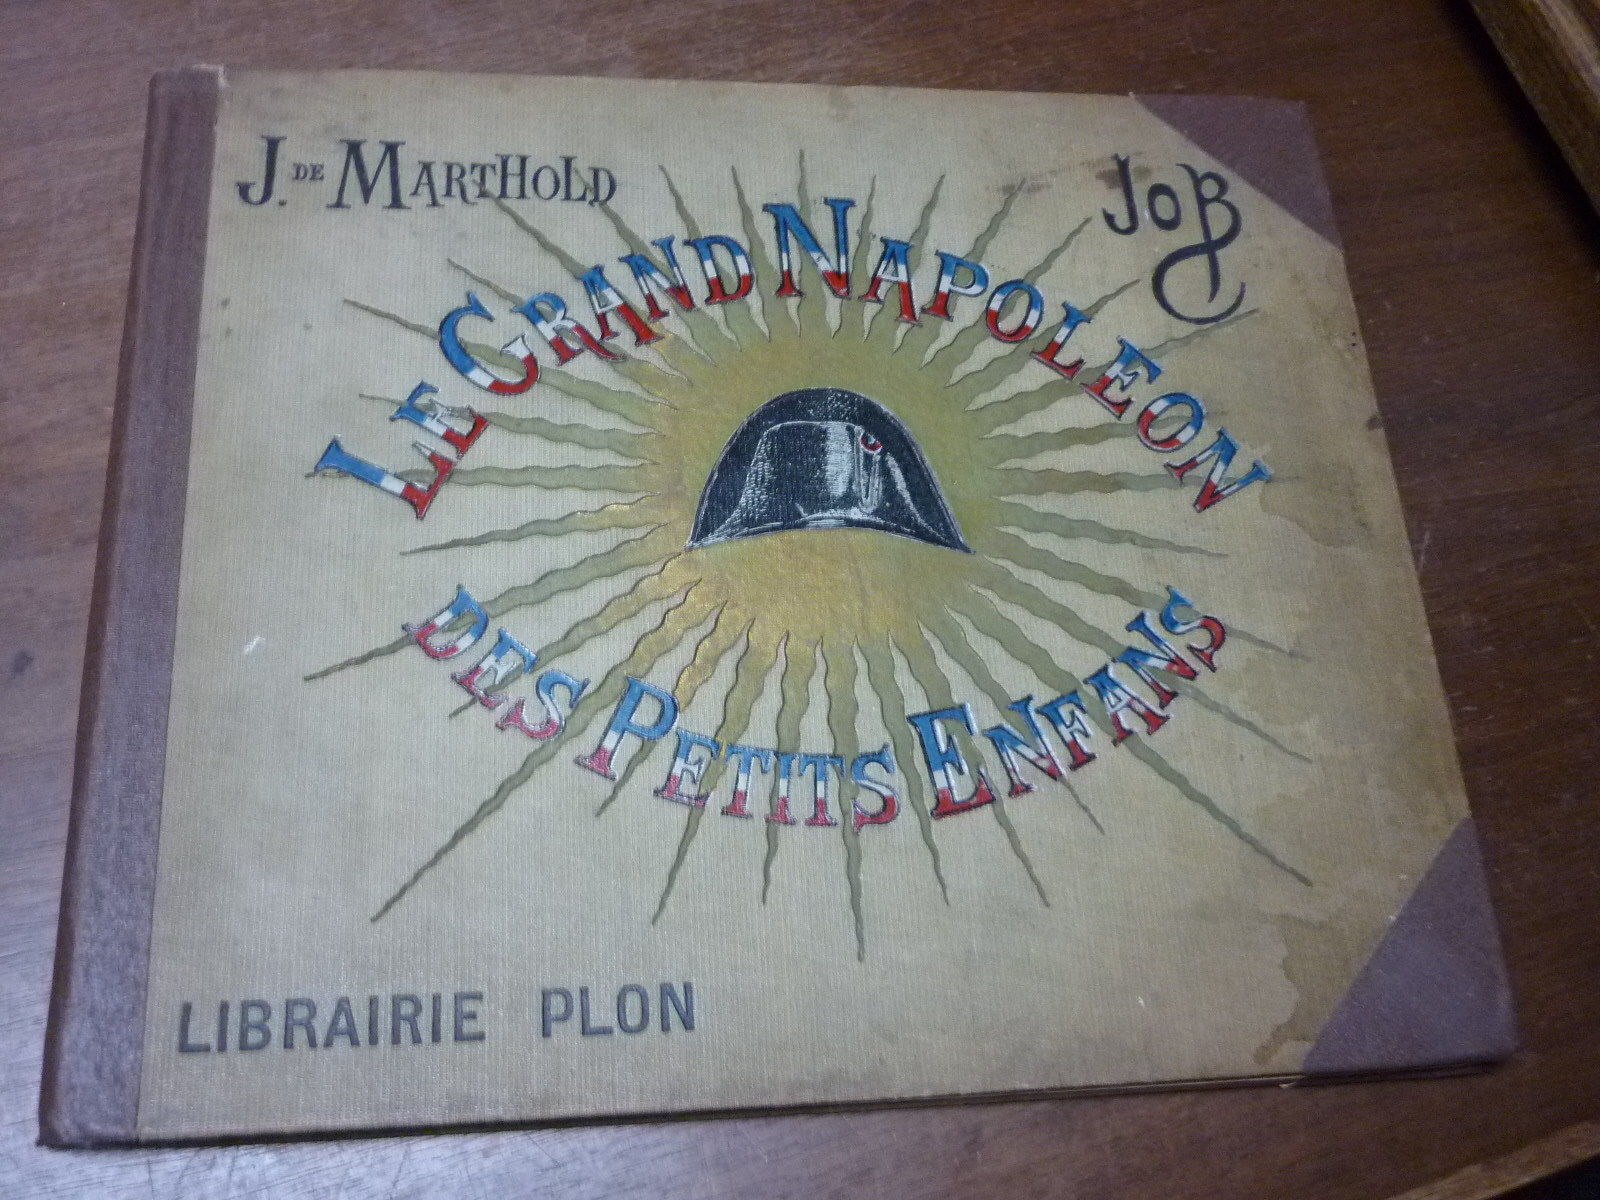 J. DE MARTHOLD
JOB
LE GRAND NAPOLEON
DES PETITS ENFANS
LIBRAIRIE PLON